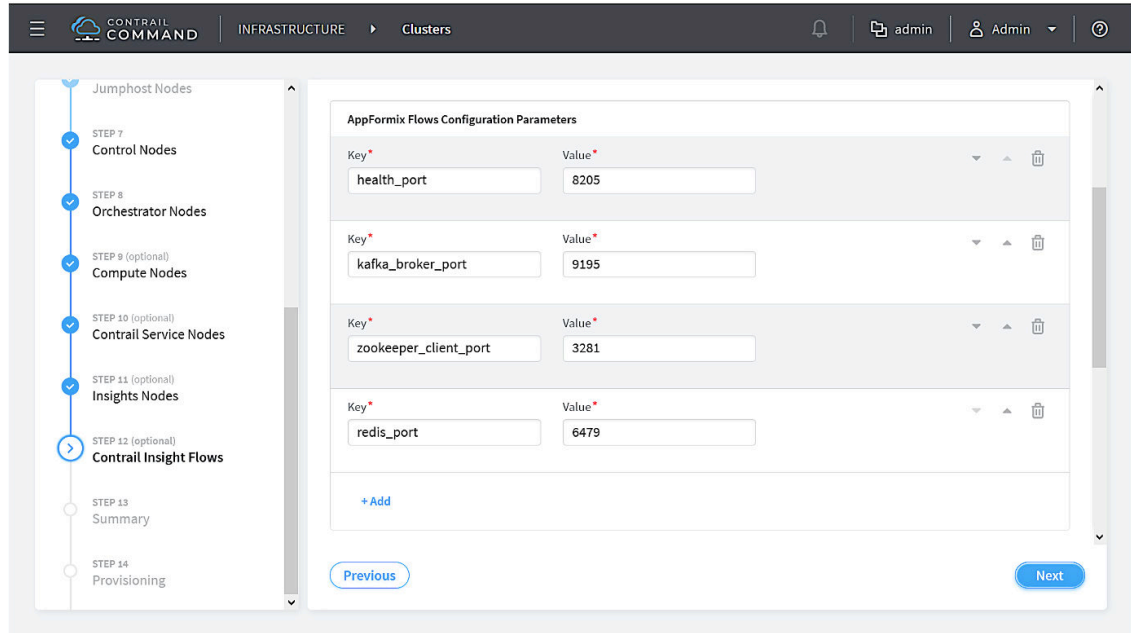 CONTRAIL
COMMAND
INFRASTRUCTURE
Clusters
admin
Admin
Jumphost Nodes
STEP 7
Control Nodes
STEP 8
Orchestrator Nodes
STEP 9 (optional)
Compute Nodes
STEP 10 (optional)
Contrail Service Nodes
STEP 11 (optional)
Insights Nodes
STEP 12 (optional)
Contrail Insight Flows
STEP 13
Summary
STEP 14
Provisioning
AppFormix Flows Configuration Parameters
Key* Value*
health_port 8205
Key* Value*
kafka_broker_port 9195
Key* Value*
zookeeper_client_port 3281
Key* Value*
redis_port 6479
+ Add
Previous Next